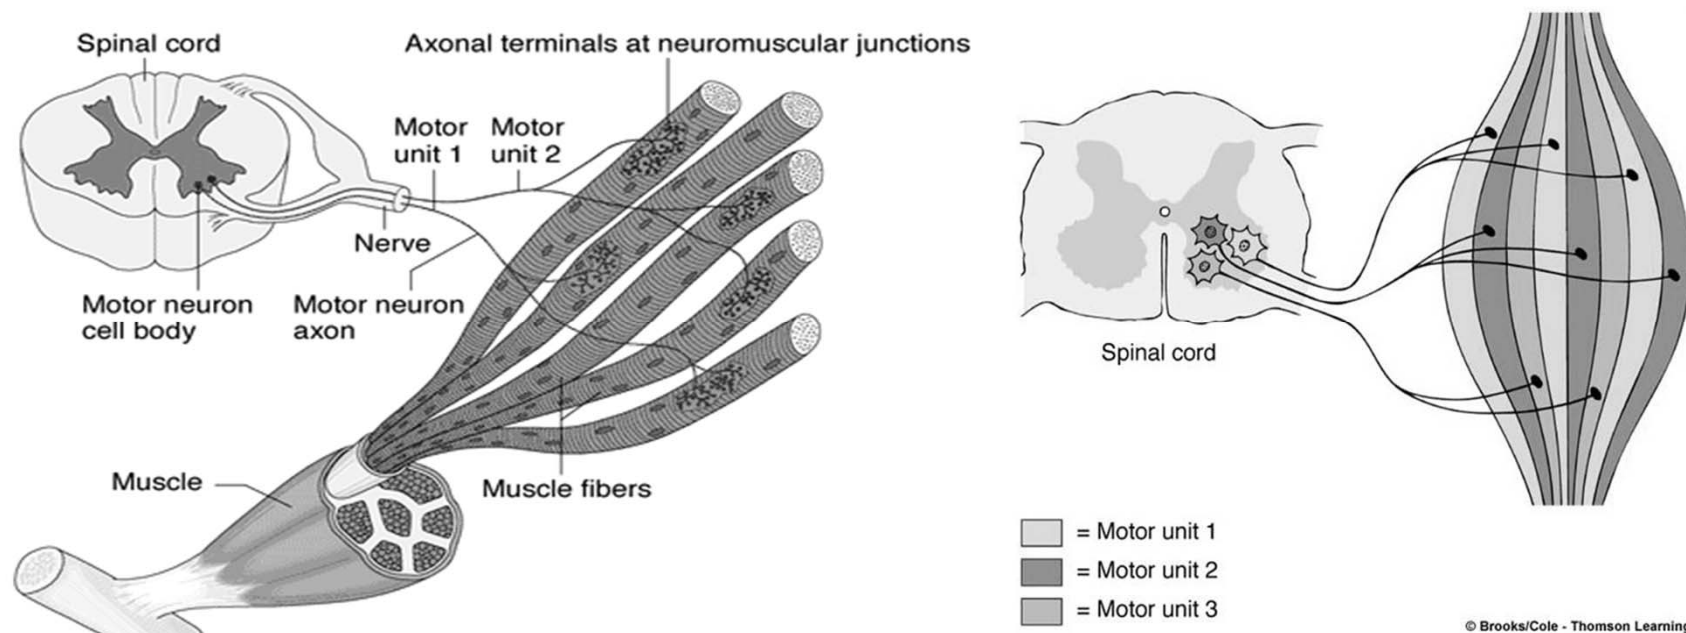 Spinal cord
Axonal terminals at neuromuscular junctions
Motor
unit 1
Motor
unit 2
Nerve
Motor neuron
cell body
Motor neuron
axon
Muscle
Muscle fibers
Spinal cord
= Motor unit 1
= Motor unit 2
= Motor unit 3
© Brooks/Cole - Thomson Learning